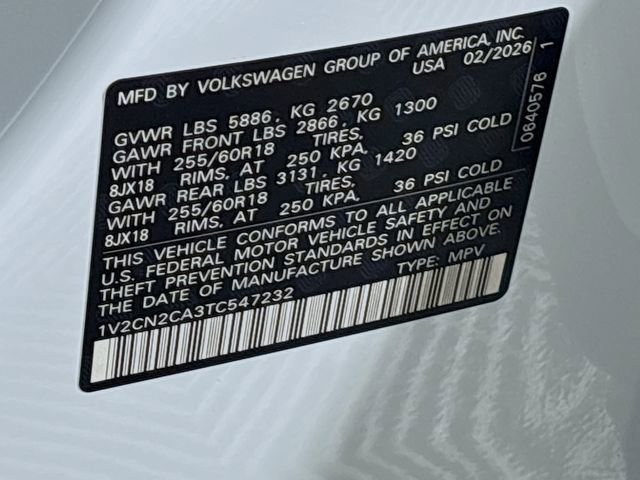 MFD BY VOLKSWAGEN GROUP OF AMERICA, INC.
USA 02/2026
GVWR LBS 5886. KG 2670
GAWR FRONT LBS 2866. KG 1300
WITH 255/60R18 TIRES,
8JX18 RIMS, AT 250 KPA. 36 PSI COLD
GAWR REAR LBS 3131. KG 1420
WITH 255/60R18 TIRES,
8JX18 RIMS, AT 250 KPA. 36 PSI COLD
THIS VEHICLE CONFORMS TO ALL APPLICABLE
U.S. FEDERAL MOTOR VEHICLE SAFETY AND
THEFT PREVENTION STANDARDS IN EFFECT ON
THE DATE OF MANUFACTURE SHOWN ABOVE.
TYPE: MPV
1V2CN2CA3TC547232
0640576 1